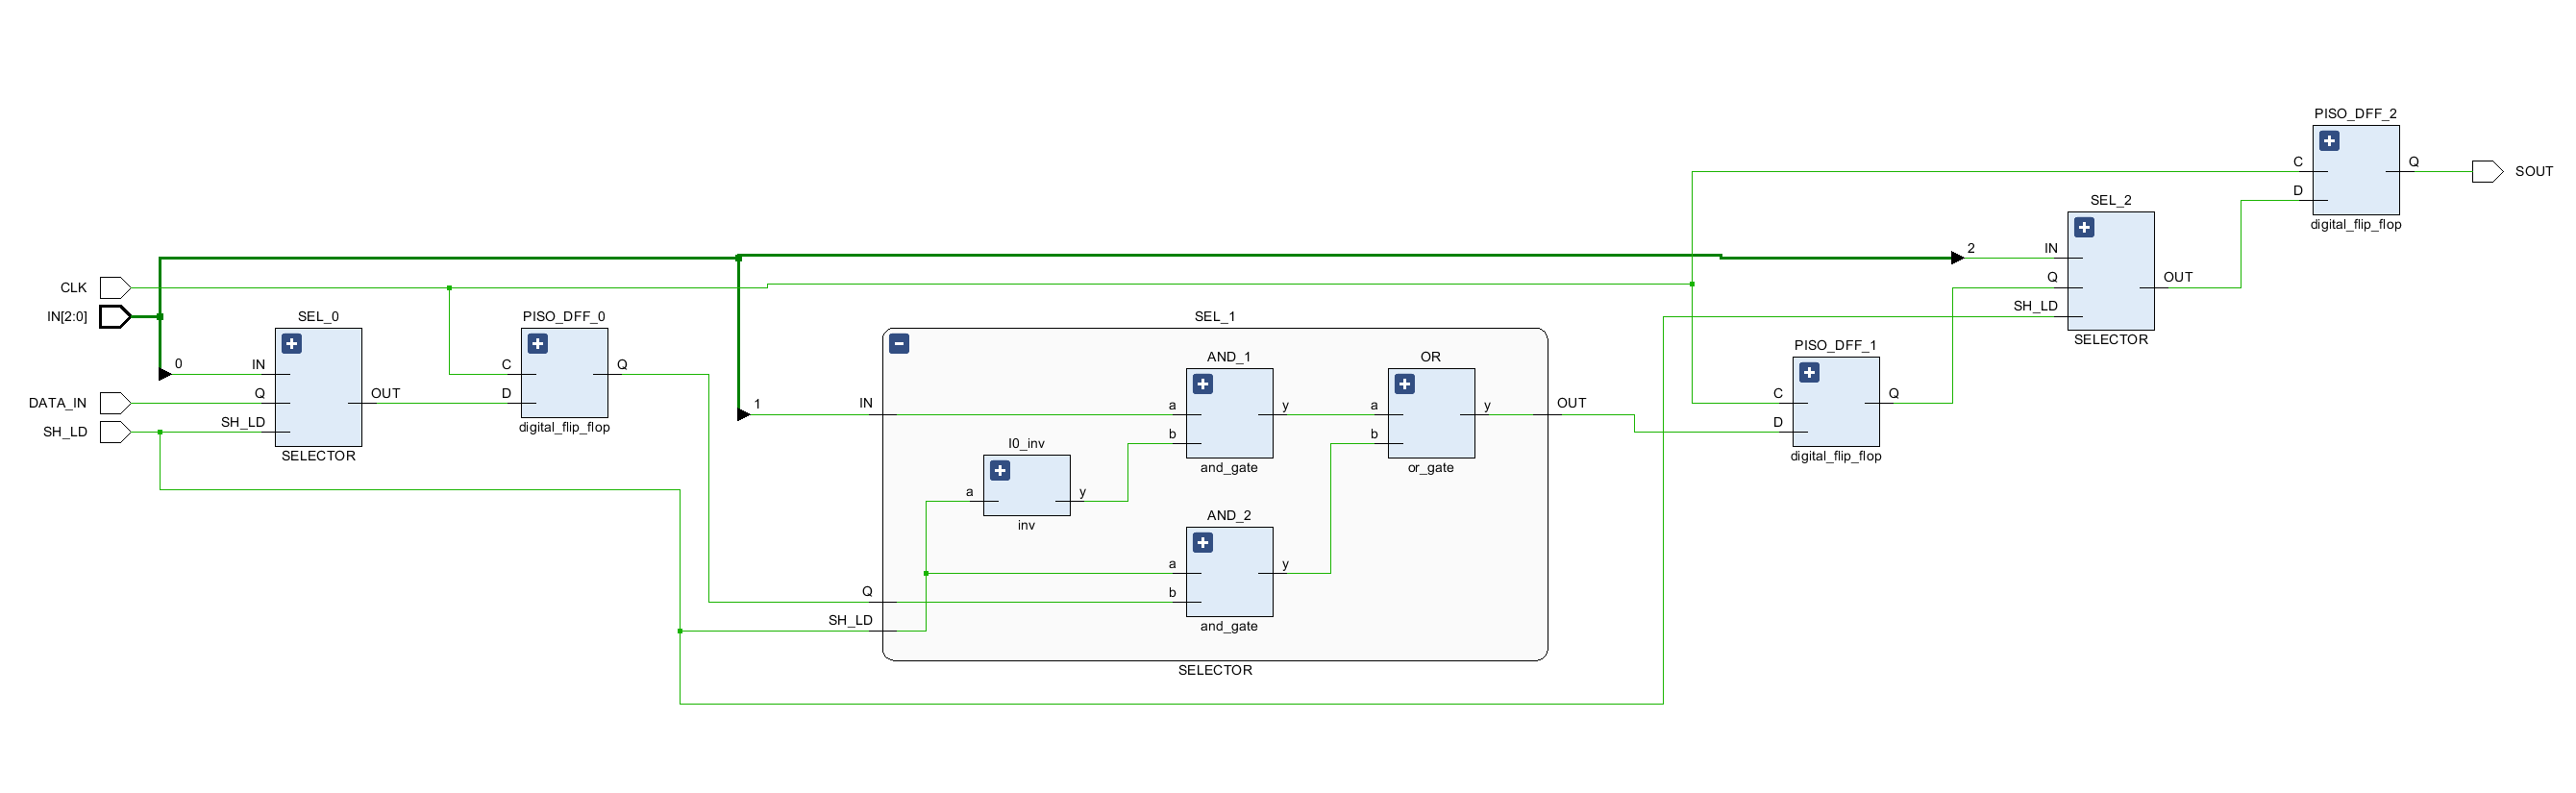 PISO_DFF_2
C
Q
SOUT
D
digital_flip_flop
SEL_2
2
IN
Q
OUT
SH_LD
SELECTOR
CLK
IN[2:0]
SEL_0
0
IN
DATA_IN
Q
OUT
SH_LD
SH_LD
SELECTOR
PISO_DFF_0
C
Q
D
digital_flip_flop
SEL_1
1
IN
AND_1
a
y
b
and_gate
OR
a
y
b
or_gate
OUT
I0_inv
a
y
inv
AND_2
a
y
b
and_gate
Q
SH_LD
SELECTOR
PISO_DFF_1
C
Q
D
digital_flip_flop